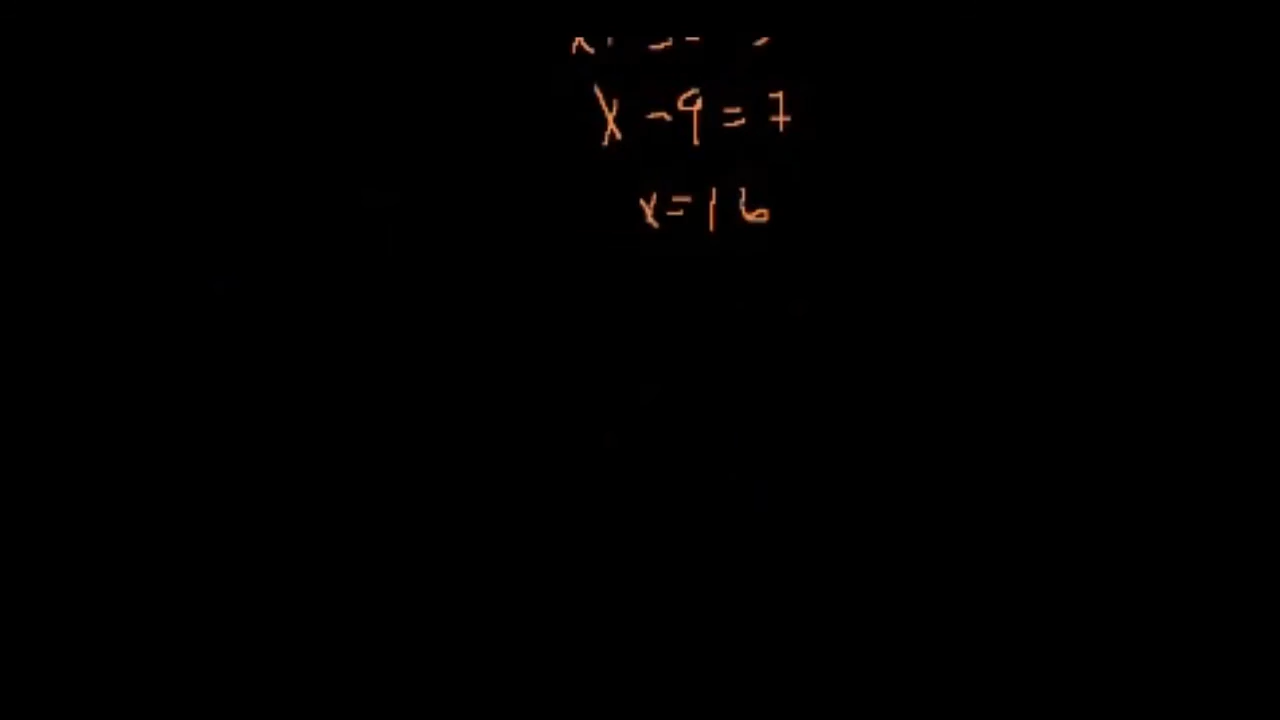 x - 9 = 7
x = 16